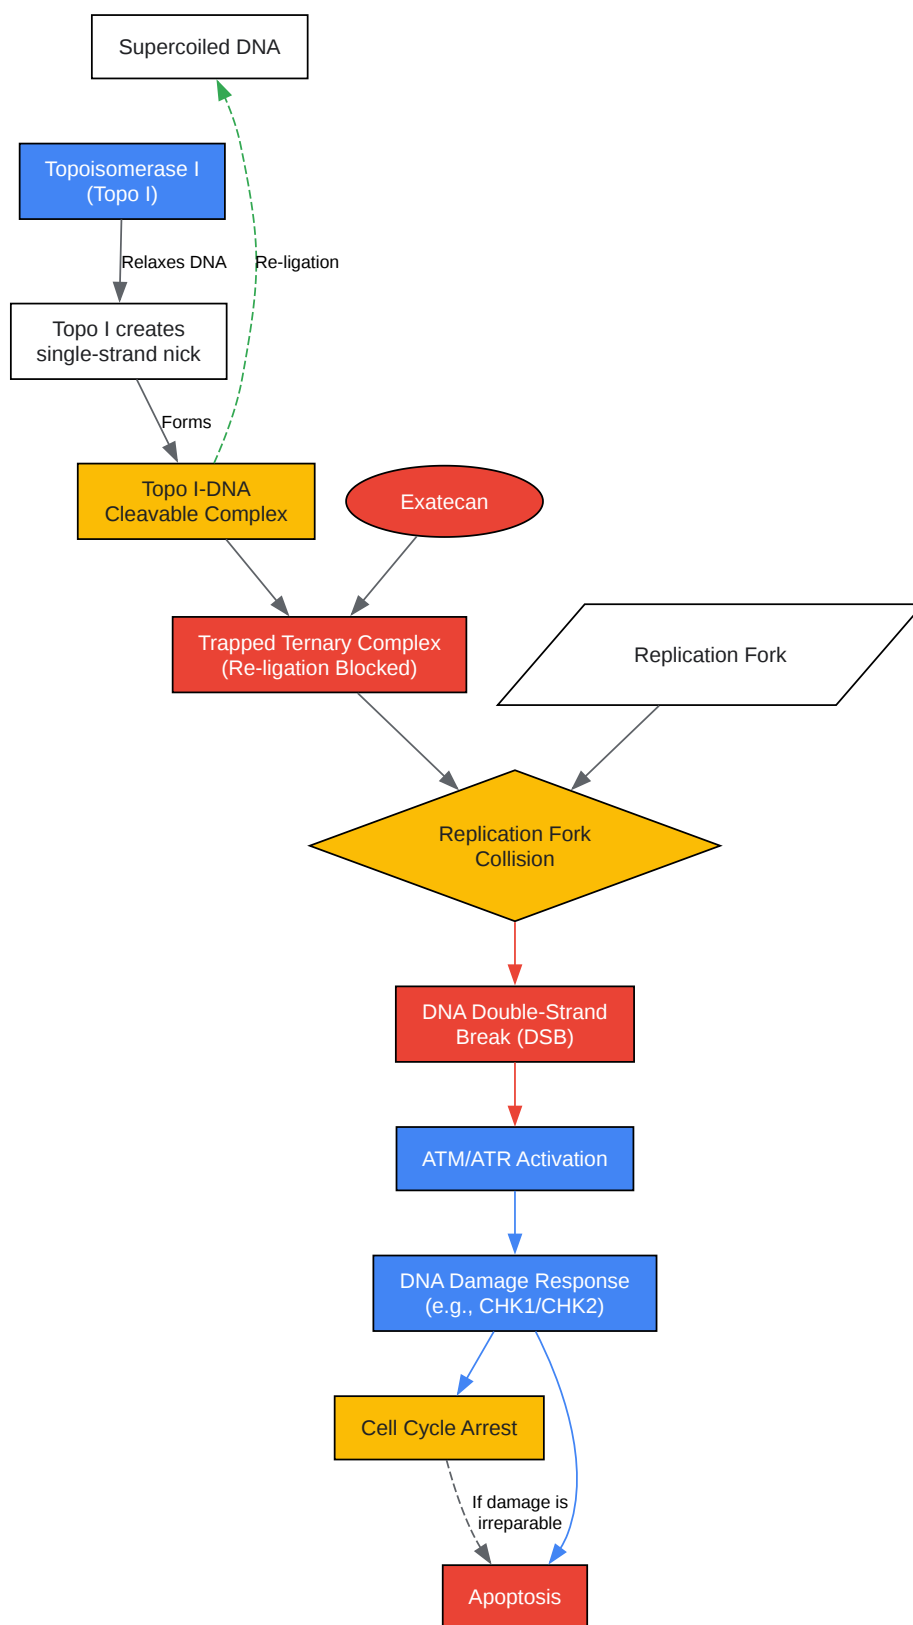 Supercoiled DNA
Topoisomerase I
(Topo I)
Relaxes DNA
Re-ligation
Topo I creates
single-strand nick
Forms
Topo I-DNA
Cleavable Complex
Exatecan
Trapped Ternary Complex
(Re-ligation Blocked)
Replication Fork
Replication Fork
Collision
DNA Double-Strand
Break (DSB)
ATM/ATR Activation
DNA Damage Response
(e.g., CHK1/CHK2)
Cell Cycle Arrest
If damage is
irreparable
Apoptosis